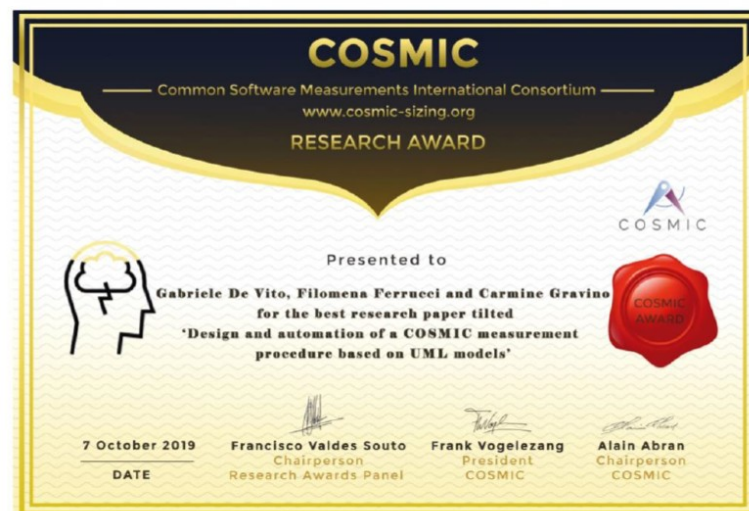 COSMIC
Common Software Measurements International Consortium
www.cosmic-sizing.org
RESEARCH AWARD
COSMIC
Presented to
Gabriele De Vito, Filomena Ferrucci and Carmine Gravino
for the best research paper tilted
‘Design and automation of a COSMIC measurement
procedure based on UML models’
COSMIC
AWARD
7 October 2019
DATE
Francisco Valdes Souto
Chairperson
Research Awards Panel
Frank Vogelezang
President
COSMIC
Alain Abran
Chairperson
COSMIC